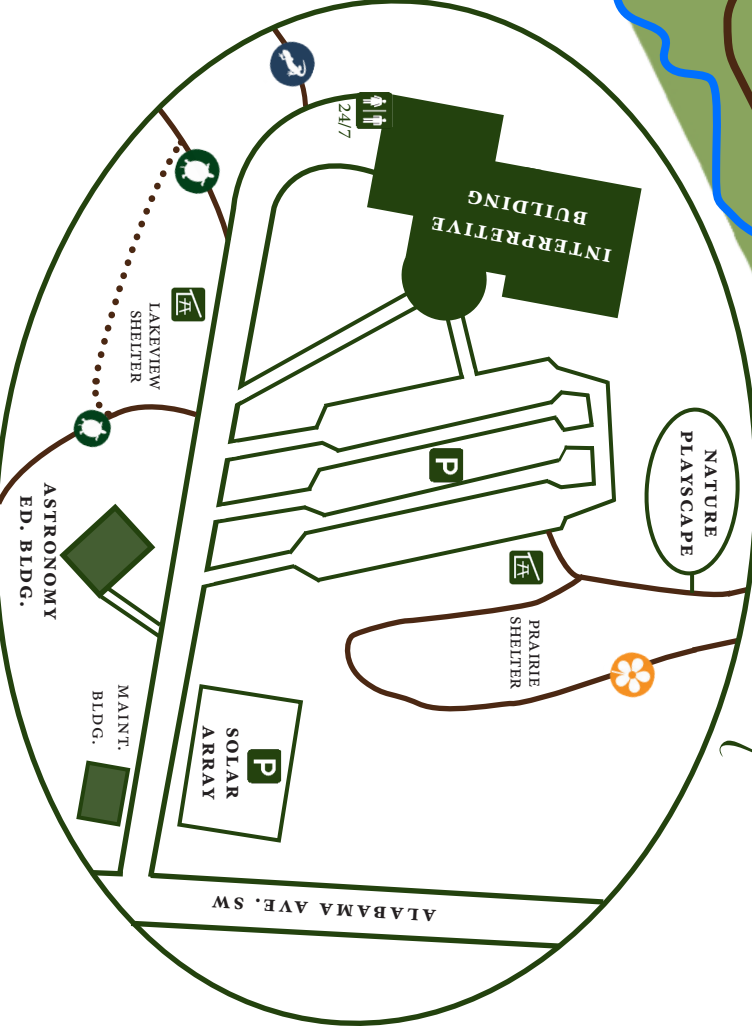 24/7
INTERPRETIVE
BUILDING
LAKEVIEW
SHELTER
P
NATURE
PLAYSCAPE
ASTRONOMY
ED. BLDG.
PRAIRIE
SHELTER
MAINT.
BLDG.
P
SOLAR
ARRAY
ALABAMA AVE. SW